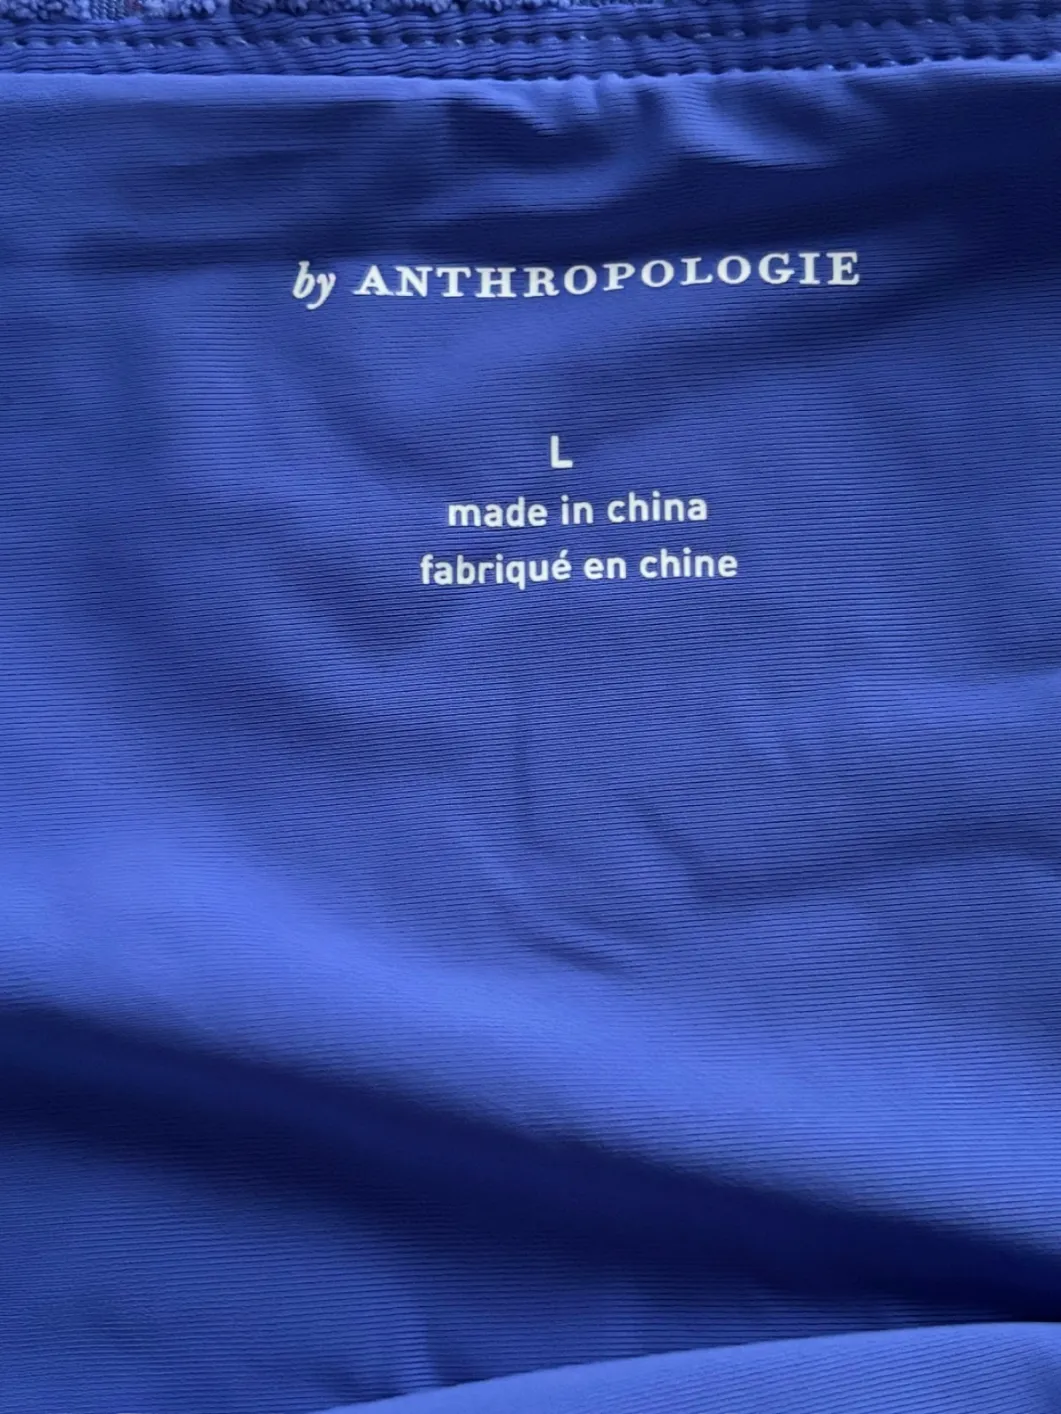 by ANTHROPOLOGIE
L
made in china
fabriqué en chine